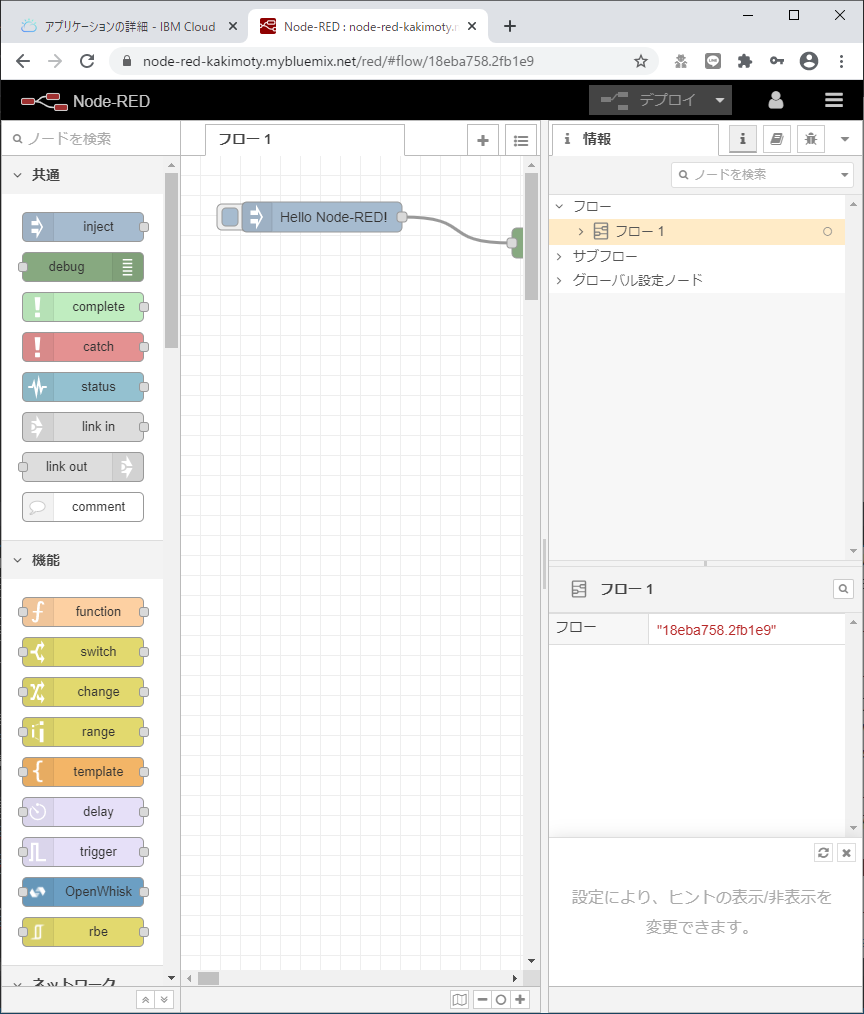 アプリケーションの詳細 - IBM Cloud
Node-RED : node-red-kakimoty.m
node-red-kakimoty.mybluemix.net/red/#flow/18eba758.2fb1e9
Node-RED
デプロイ
ノードを検索
フロー 1
i 情報
i
共通
ノードを検索
inject
debug
complete
catch
status
link in
link out
comment
機能
function
switch
change
range
template
delay
trigger
OpenWhisk
rbe
ネットワーク
Hello Node-RED!
フロー
フロー 1
サブフロー
グローバル設定ノード
フロー 1
フロー "18eba758.2fb1e9"
設定により、ヒントの表示/非表示を
変更できます。